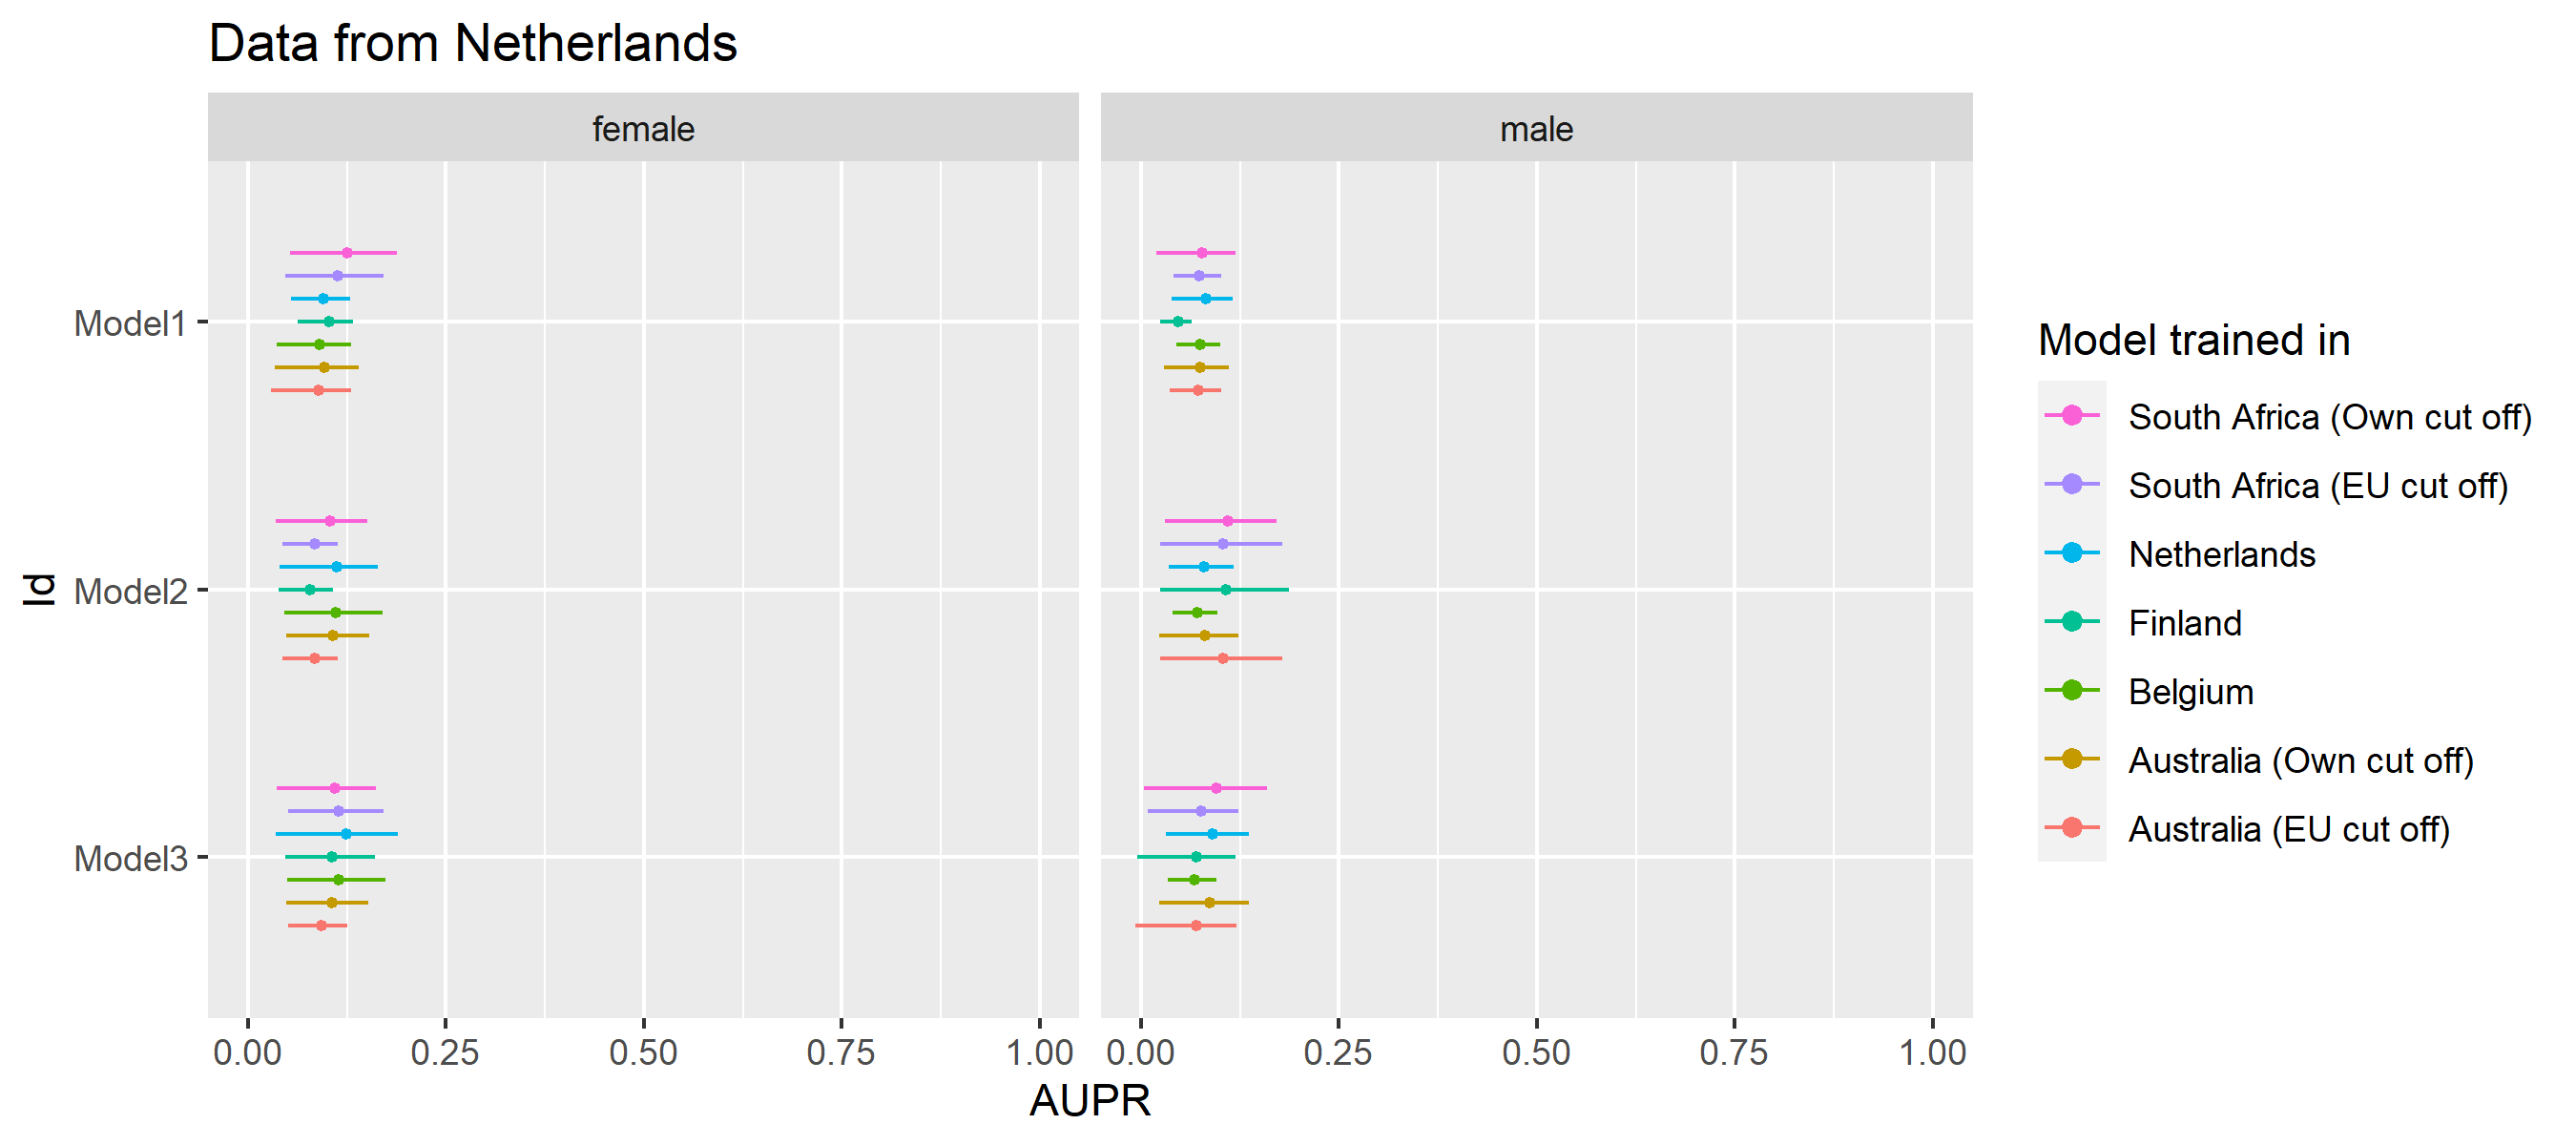 Data from Netherlands
female
male
Id
Model1
Model2
Model3
0.00 0.25 0.50 0.75 1.00
0.00 0.25 0.50 0.75 1.00
AUPR
Model trained in
South Africa (Own cut off)
South Africa (EU cut off)
Netherlands
Finland
Belgium
Australia (Own cut off)
Australia (EU cut off)